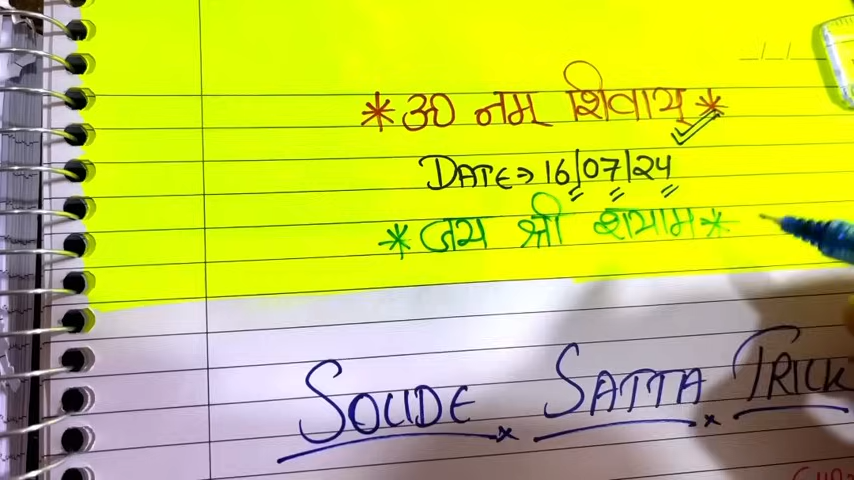 *ॐ नम शिवाय*
DATE⇒16/07/24
*जय श्री श्याम*
SOLIDE × SATTA × TRICK